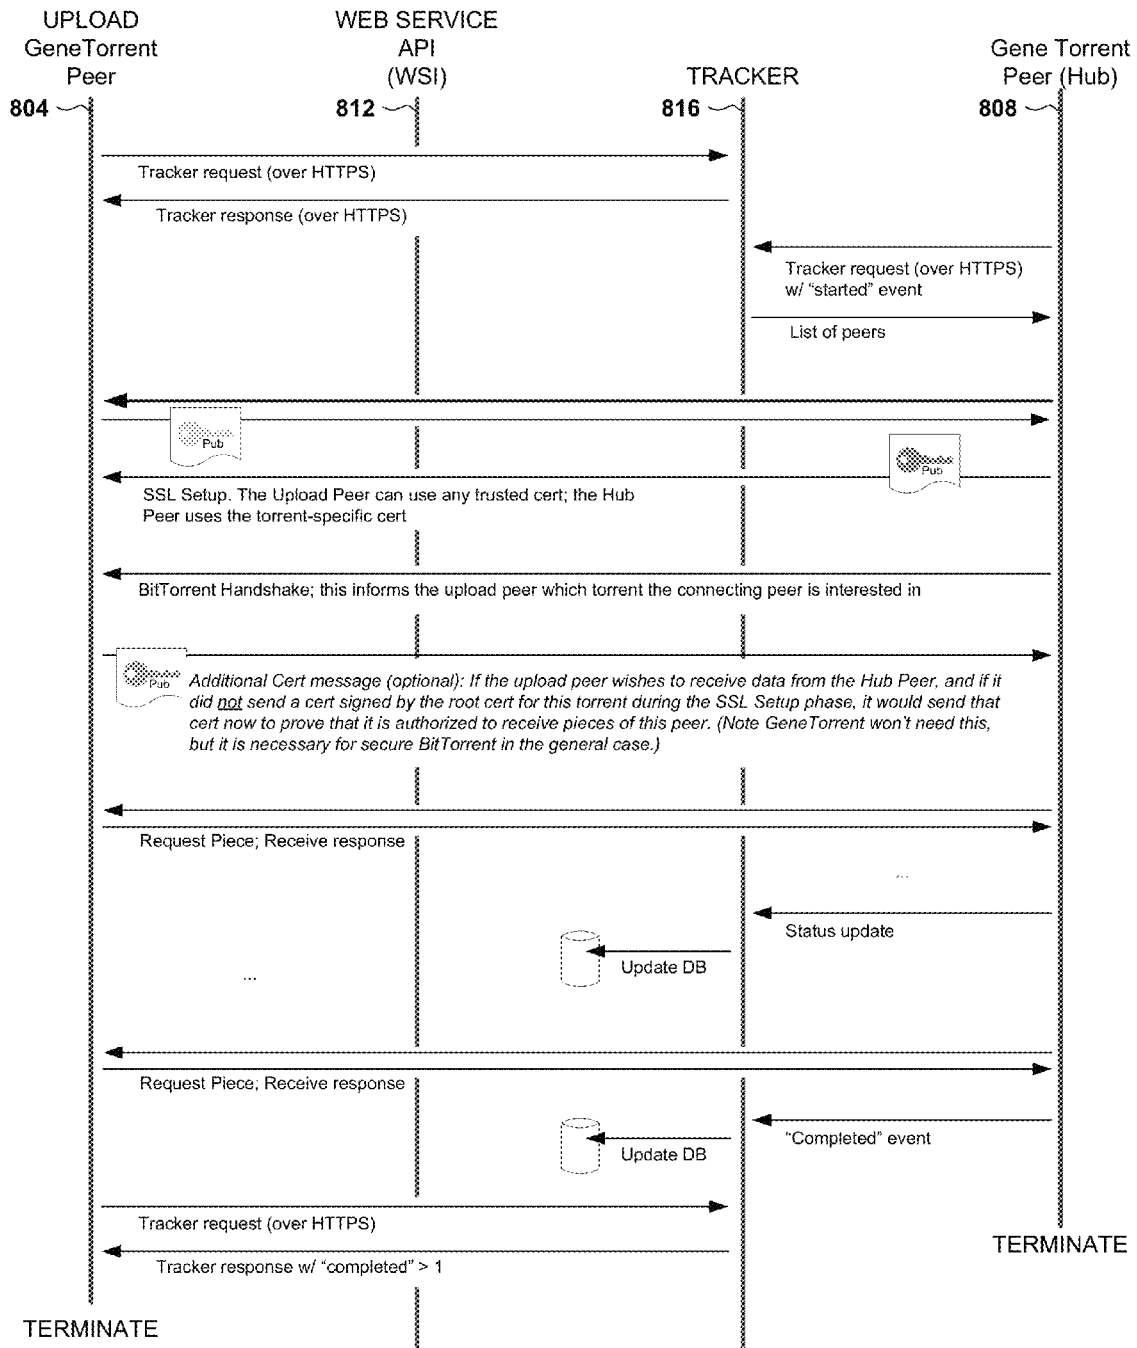 UPLOAD
GeneTorrent
Peer
804
WEB SERVICE
API
(WSI)
812
TRACKER
816
Gene Torrent
Peer (Hub)
808
Tracker request (over HTTPS)
Tracker response (over HTTPS)
Tracker request (over HTTPS)
w/ “started” event
List of peers
Pub
Pub
SSL Setup. The Upload Peer can use any trusted cert; the Hub
Peer uses the torrent-specific cert
BitTorrent Handshake; this informs the upload peer which torrent the connecting peer is interested in
Pub
Additional Cert message (optional): If the upload peer wishes to receive data from the Hub Peer, and if it
did not send a cert signed by the root cert for this torrent during the SSL Setup phase, it would send that
cert now to prove that it is authorized to receive pieces of this peer. (Note GeneTorrent won't need this,
but it is necessary for secure BitTorrent in the general case.)
Request Piece; Receive response
...
Status update
Update DB
...
Request Piece; Receive response
“Completed” event
Update DB
Tracker request (over HTTPS)
TERMINATE
Tracker response w/ “completed” > 1
TERMINATE